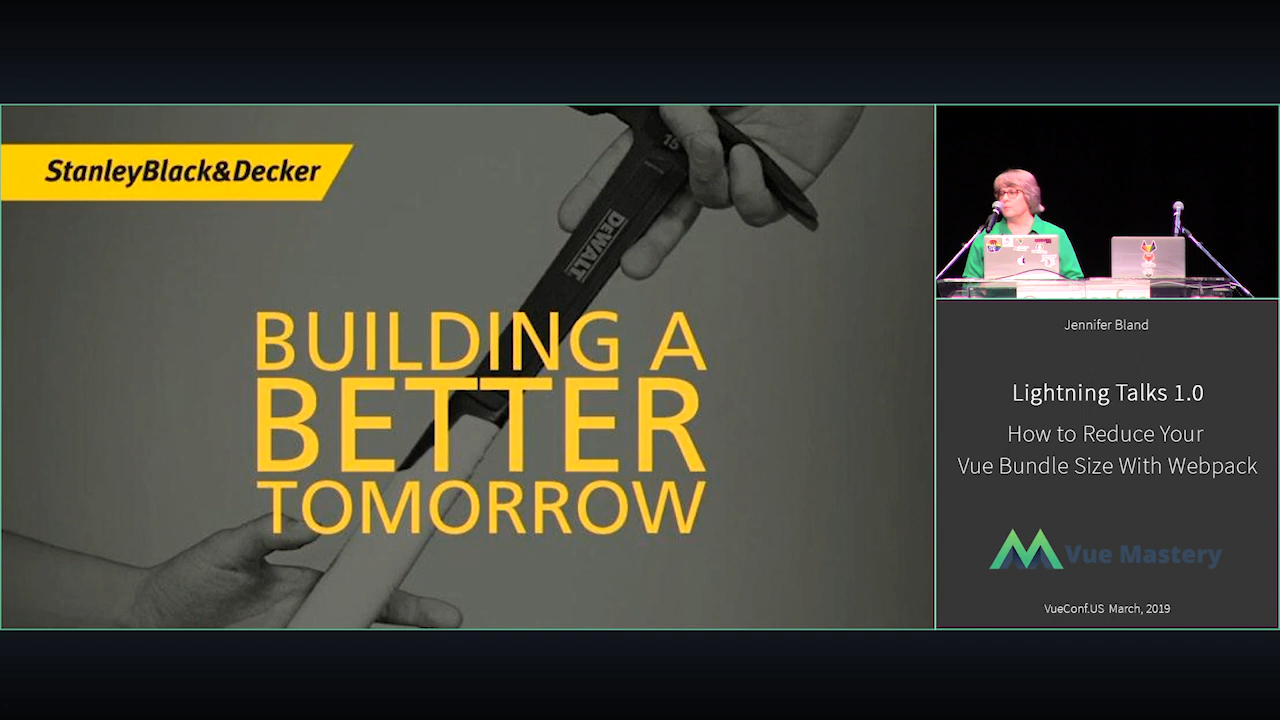 StanleyBlack&Decker
15
DEWALT
BUILDING A
BETTER
TOMORROW
Jennifer Bland
Lightning Talks 1.0
How to Reduce Your
Vue Bundle Size With Webpack
Vue Mastery
VueConf.US March, 2019